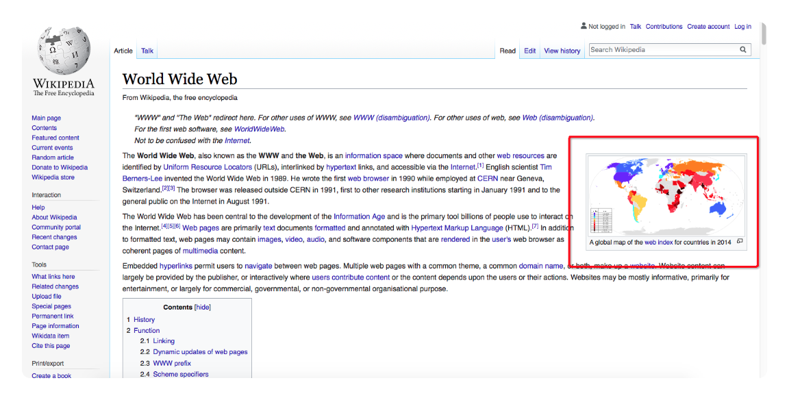 Not logged in Talk Contributions Create account Log in
Article Talk
Read Edit View history Search Wikipedia
WIKIPEDIA
The Free Encyclopedia
Main page
Contents
Featured content
Current events
Random article
Donate to Wikipedia
Wikipedia store
Interaction
Help
About Wikipedia
Community portal
Recent changes
Contact page
Tools
What links here
Related changes
Upload file
Special pages
Permanent link
Page information
Wikidata item
Cite this page
Print/export
Create a book
World Wide Web
From Wikipedia, the free encyclopedia
"WWW" and "The Web" redirect here. For other uses of WWW, see WWW (disambiguation). For other uses of web, see Web (disambiguation).
For the first web software, see WorldWideWeb.
Not to be confused with the Internet.
The World Wide Web, also known as the WWW and the Web, is an information space where documents and other web resources are
identified by Uniform Resource Locators (URLs), interlinked by hypertext links, and accessible via the Internet.[1] English scientist Tim
Berners-Lee invented the World Wide Web in 1989. He wrote the first web browser in 1990 while employed at CERN near Geneva,
Switzerland.[2][3] The browser was released outside CERN in 1991, first to other research institutions starting in January 1991 and to the
general public on the Internet in August 1991.
The World Wide Web has been central to the development of the Information Age and is the primary tool billions of people use to interact on
the Internet.[4][5][6] Web pages are primarily text documents formatted and annotated with Hypertext Markup Language (HTML).[7] In addition
to formatted text, web pages may contain images, video, audio, and software components that are rendered in the user's web browser as
coherent pages of multimedia content.
Embedded hyperlinks permit users to navigate between web pages. Multiple web pages with a common theme, a common domain name, or both, make up a website. Website content can
largely be provided by the publisher, or interactively where users contribute content or the content depends upon the users or their actions. Websites may be mostly informative, primarily for
entertainment, or largely for commercial, governmental, or non-governmental organisational purpose.
A global map of the web index for countries in 2014
Contents [hide]
1 History
2 Function
2.1 Linking
2.2 Dynamic updates of web pages
2.3 WWW prefix
2.4 Scheme specifiers